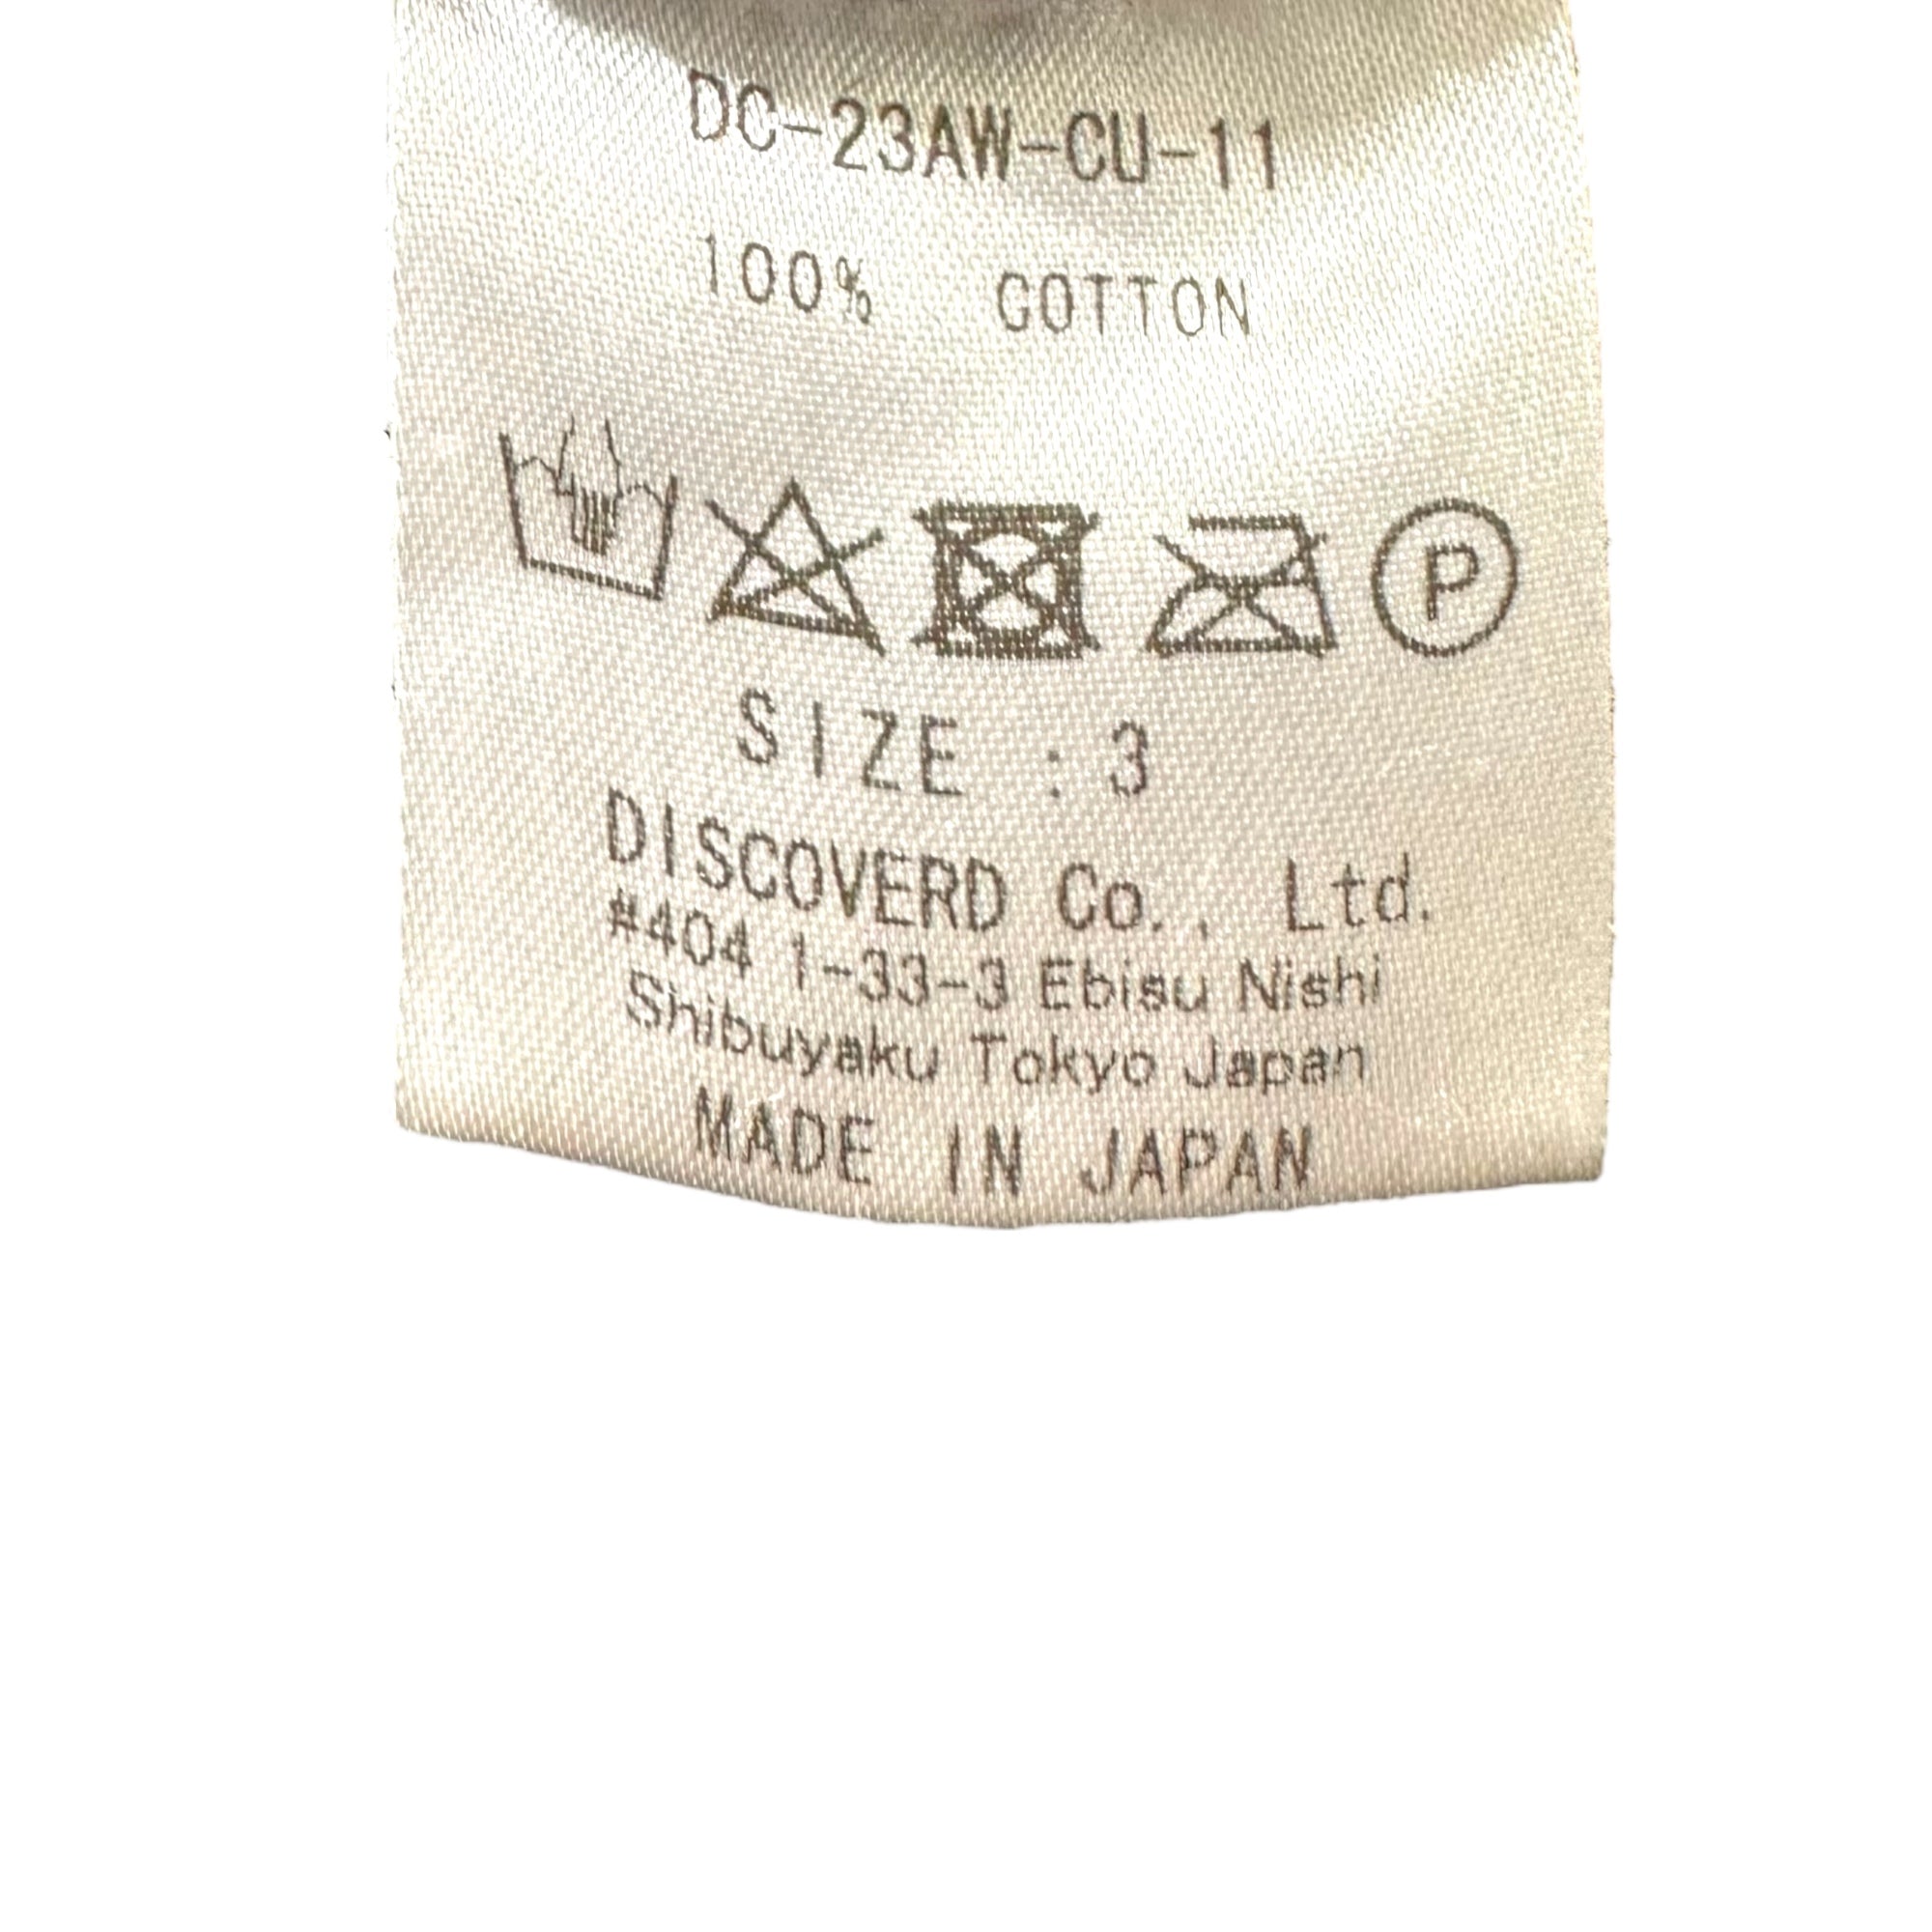 DC-23AW-CU-11
100% COTTON
P
SIZE : 3
DISCOVERD Co., Ltd.
#404 1-33-3 Ebisu Nishi
Shibuyaku Tokyo Japan
MADE IN JAPAN